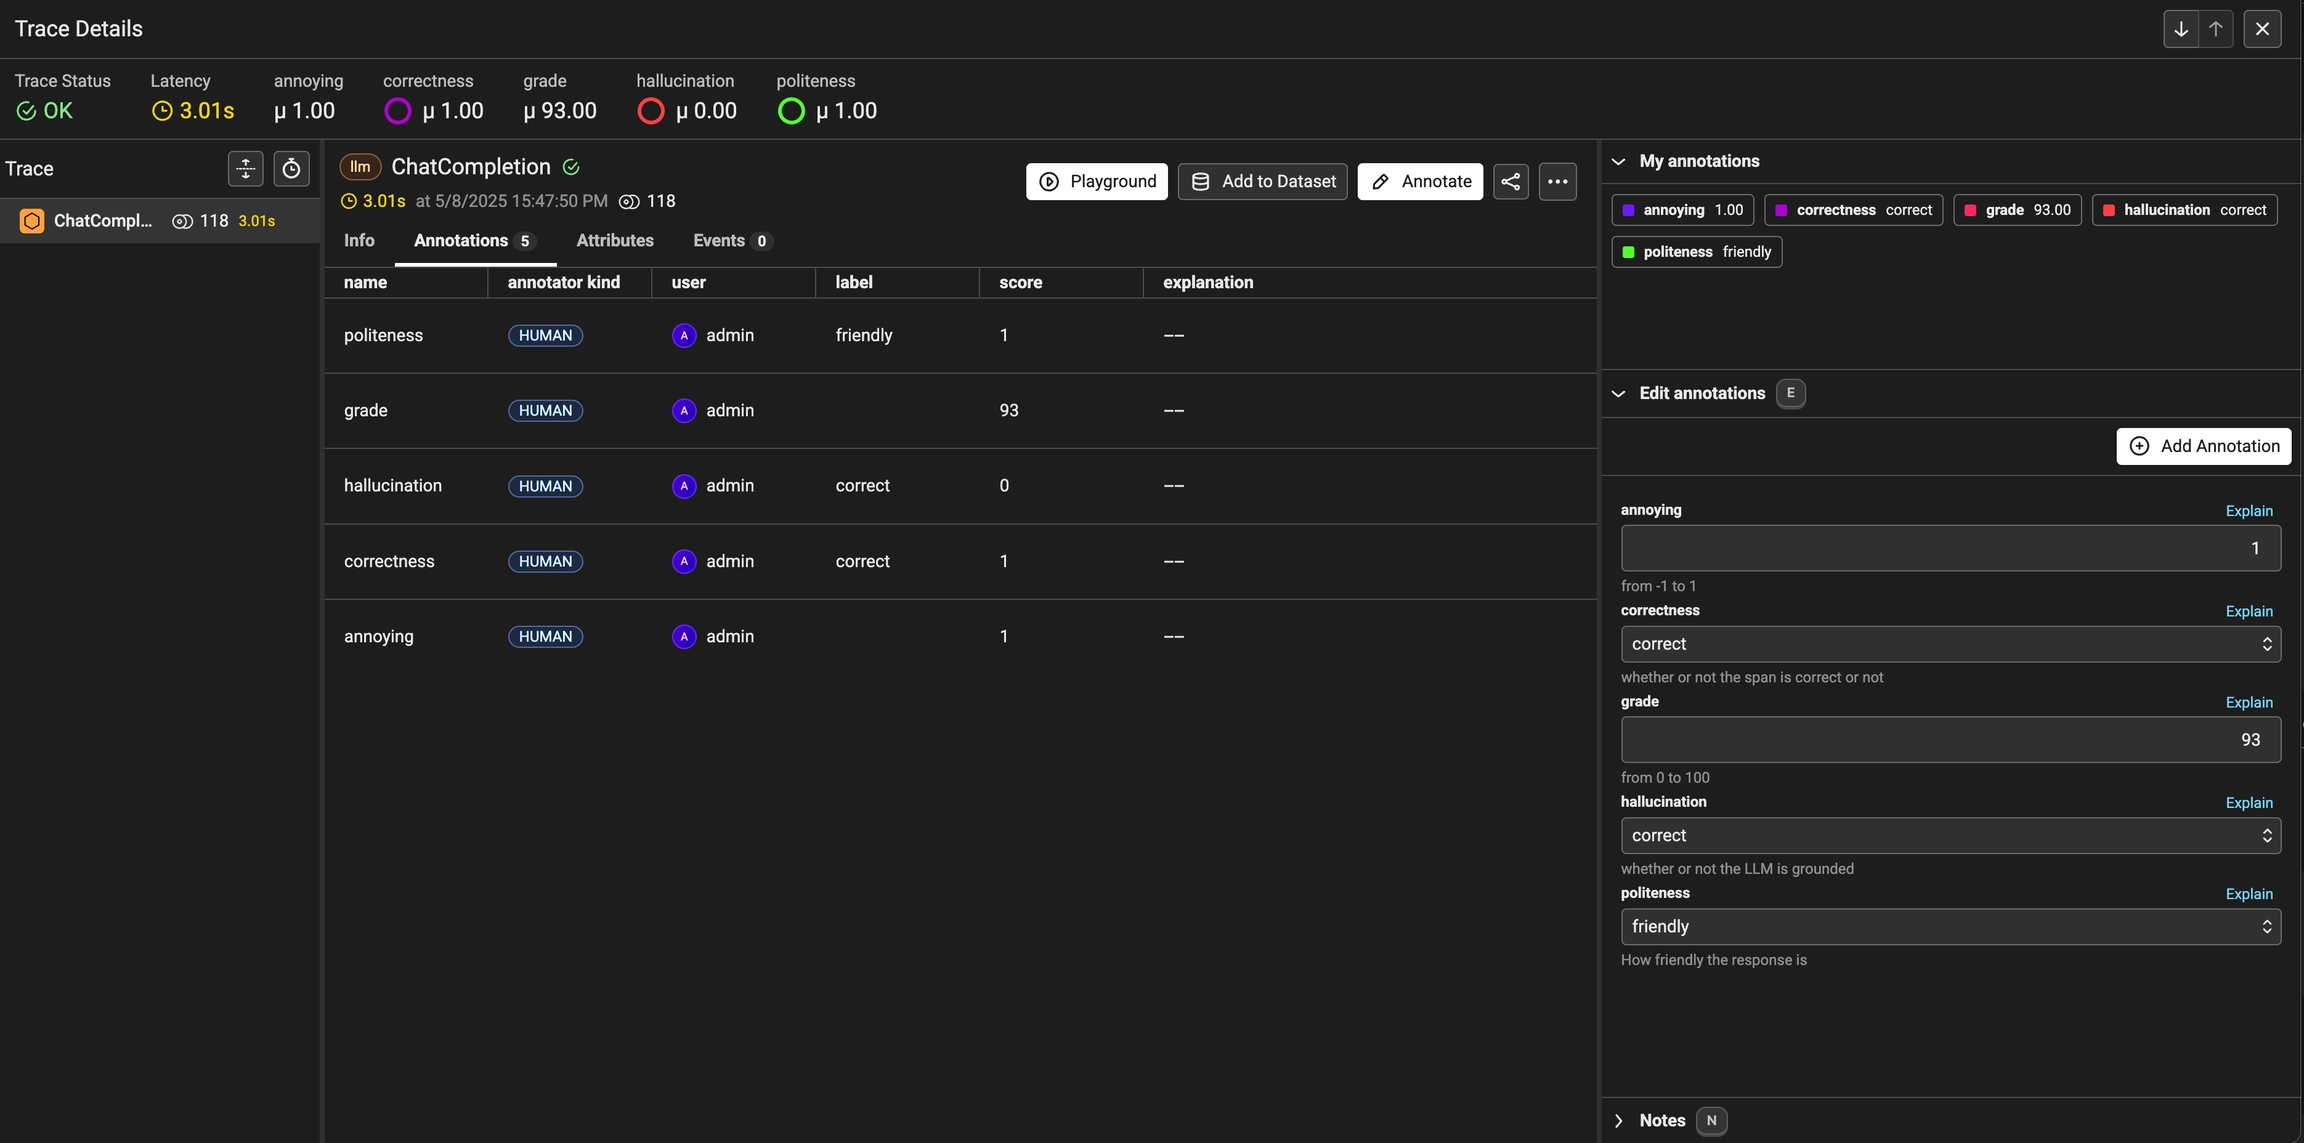 Trace Details
Trace Status Latency annoying correctness grade hallucination politeness
OK 3.01s μ 1.00 μ 1.00 μ 93.00 μ 0.00 μ 1.00
Trace
ChatCompl... 118 3.01s
llm ChatCompletion
3.01s at 5/8/2025 15:47:50 PM 118
Playground Add to Dataset Annotate
Info Annotations 5 Attributes Events 0
name annotator kind user label score explanation
politeness HUMAN A admin friendly 1 ––
grade HUMAN A admin 93 ––
hallucination HUMAN A admin correct 0 ––
correctness HUMAN A admin correct 1 ––
annoying HUMAN A admin 1 ––
My annotations
annoying 1.00 correctness correct grade 93.00 hallucination correct
politeness friendly
Edit annotations E
Add Annotation
annoying Explain
1
from -1 to 1
correctness Explain
correct
whether or not the span is correct or not
grade Explain
93
from 0 to 100
hallucination Explain
correct
whether or not the LLM is grounded
politeness Explain
friendly
How friendly the response is
Notes N